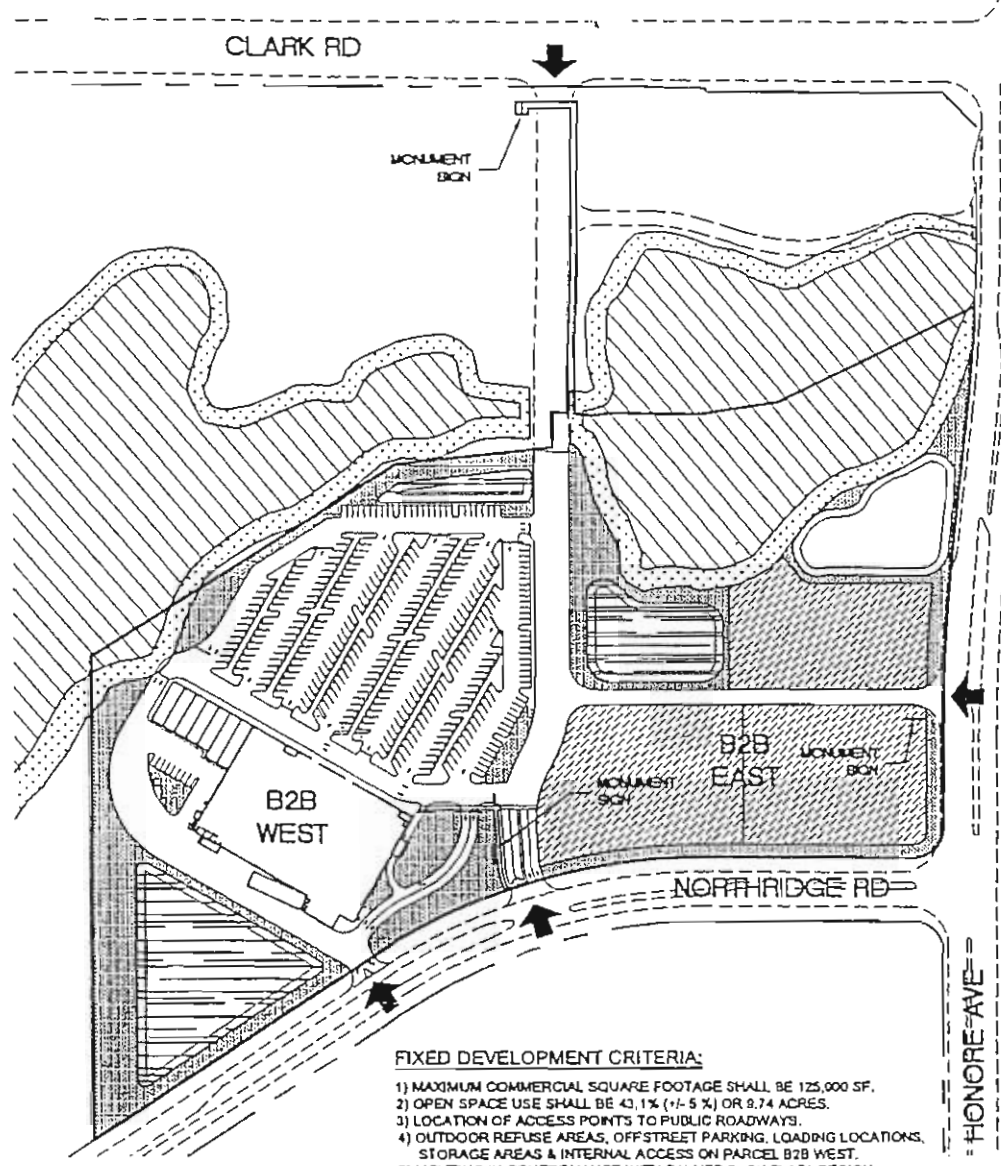 CLARK RD
MONUMENT
SIGN
B2B
EAST
MONUMENT
SIGN
MONUMENT
SIGN
B2B
WEST
NORTHRIDGE RD
HONORE AVE
FIXED DEVELOPMENT CRITERIA:
1) MAXIMUM COMMERCIAL SQUARE FOOTAGE SHALL BE 125,000 SF.
2) OPEN SPACE USE SHALL BE 43.1% (+/- 5 %) OR 9.74 ACRES.
3) LOCATION OF ACCESS POINTS TO PUBLIC ROADWAYS.
4) OUTDOOR REFUSE AREAS, OFFSTREET PARKING, LOADING LOCATIONS,
STORAGE AREAS & INTERNAL ACCESS ON PARCEL B2B WEST.